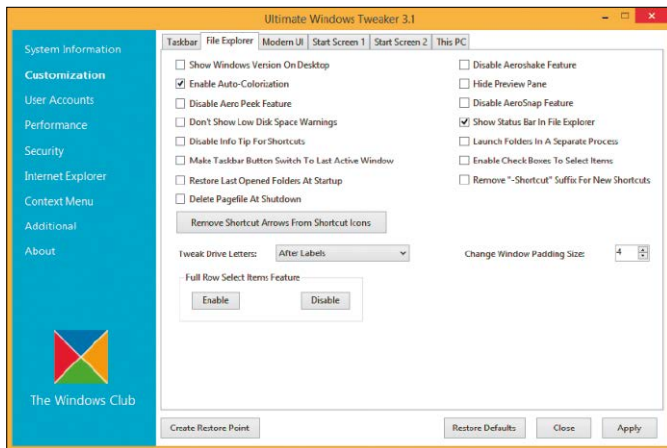 Ultimate Windows Tweaker 3.1
System Information
Customization
User Accounts
Performance
Security
Internet Explorer
Context Menu
Additional
About
The Windows Club
Taskbar File Explorer Modern UI Start Screen 1 Start Screen 2 This PC
Show Windows Version On Desktop
Enable Auto-Colorization
Disable Aero Peek Feature
Don't Show Low Disk Space Warnings
Disable Info Tip For Shortcuts
Make Taskbar Button Switch To Last Active Window
Restore Last Opened Folders At Startup
Delete Pagefile At Shutdown
Disable Aeroshake Feature
Hide Preview Pane
Disable AeroSnap Feature
Show Status Bar In File Explorer
Launch Folders In A Separate Process
Enable Check Boxes To Select Items
Remove "-Shortcut" Suffix For New Shortcuts
Remove Shortcut Arrows From Shortcut Icons
Tweak Drive Letters: After Labels
Change Window Padding Size: 4
Full Row Select Items Feature
Enable Disable
Create Restore Point Restore Defaults Close Apply